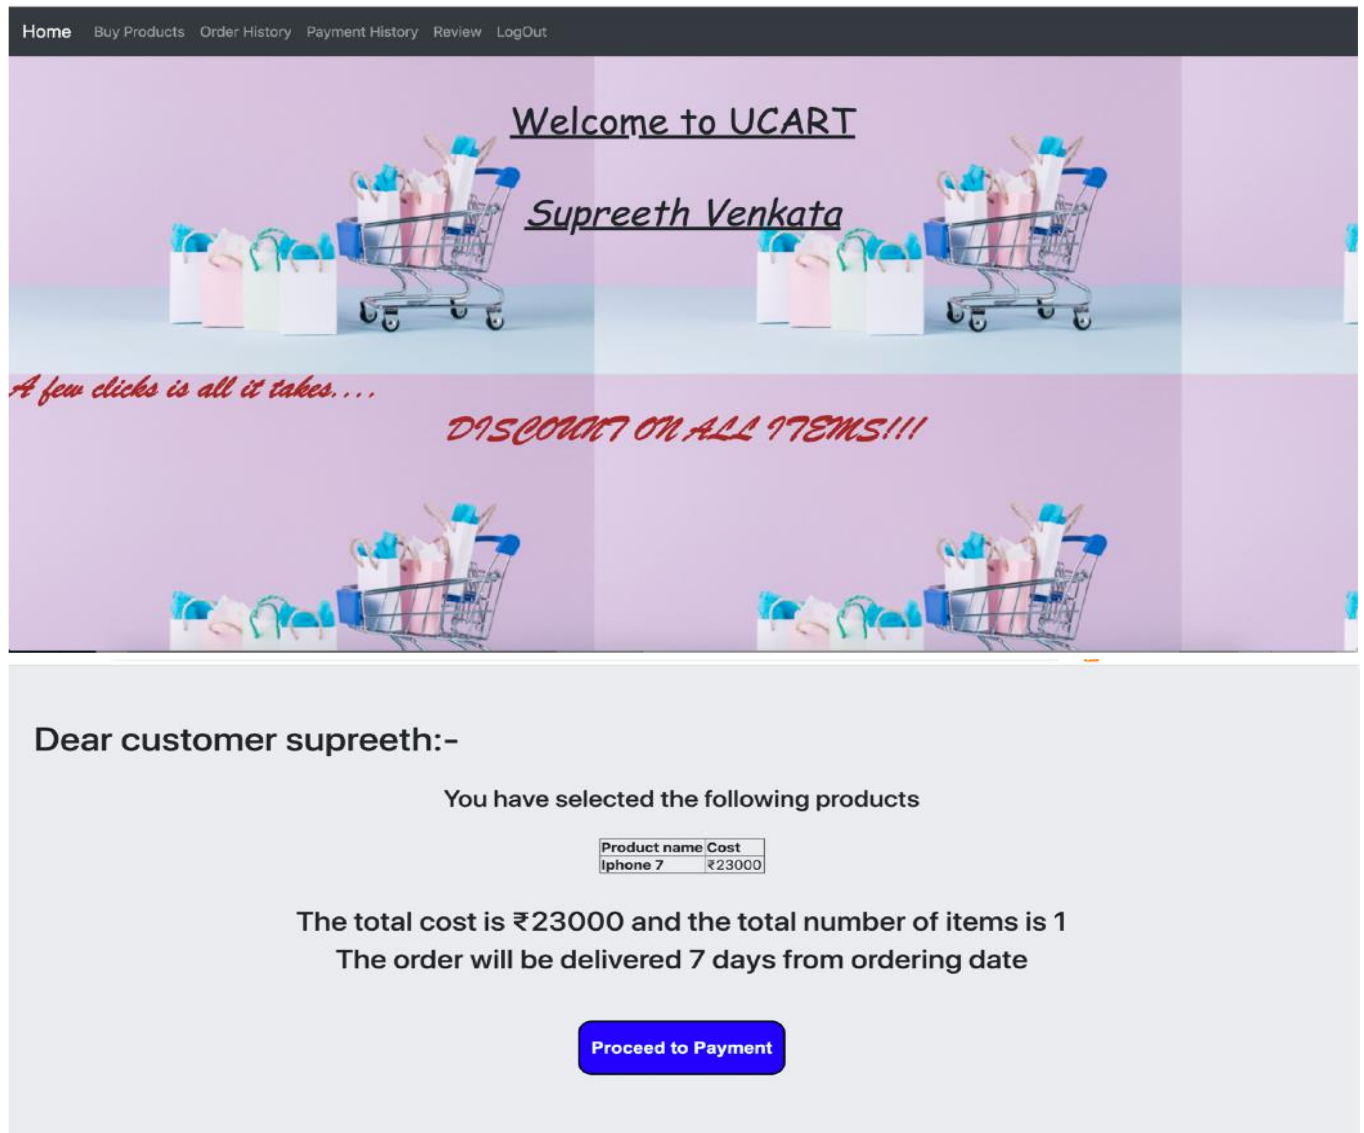 Home Buy Products Order History Payment History Review LogOut
Welcome to UCART
Supreeth Venkata
A few clicks is all it takes....
DISCOUNT ON ALL ITEMS!!!
Dear customer supreeth:-
You have selected the following products
Product name Cost
Iphone 7 ₹23000
The total cost is ₹23000 and the total number of items is 1
The order will be delivered 7 days from ordering date
Proceed to Payment